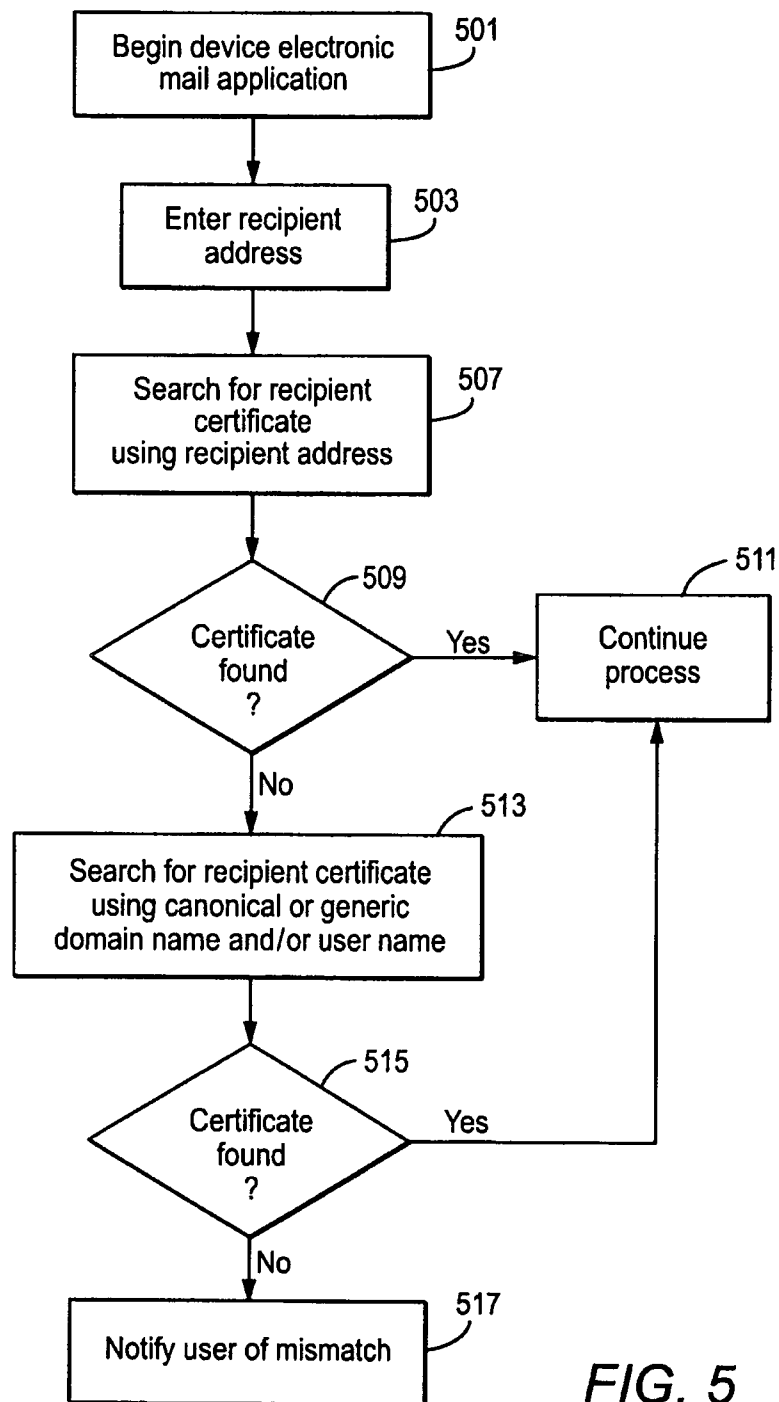 Begin device electronic
mail application
501
Enter recipient
address
503
Search for recipient
certificate
using recipient address
507
Certificate
found
?
509
Yes
Continue
process
511
No
Search for recipient certificate
using canonical or generic
domain name and/or user name
513
Certificate
found
?
515
Yes
No
Notify user of mismatch
517
FIG. 5